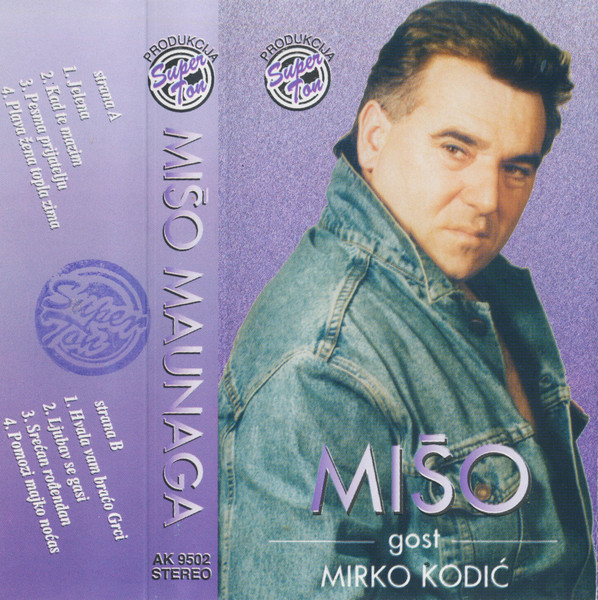 strana A
1. Jelena
2. Kad te mazim
3. Pesma prijatelju
4. Plava žena topla zima
Super
Ton
strana B
1. Hvala vam braćo Grci
2. Ljubav se gasi
3. Srećan rođendan
4. Pomozi majko noćas
PRODUKCIJA
Super
Ton
MIŠO MAUNAGA
AK 9502
STEREO
PRODUKCIJA
Super
Ton
MIŠO
gost
MIRKO KODIĆ